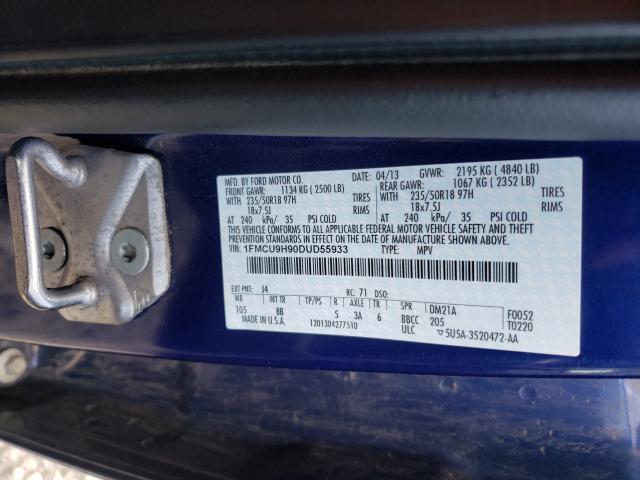 MFD. BY FORD MOTOR CO.
DATE: 04/13 GVWR: 2195 KG ( 4840 LB)
FRONT GAWR: 1134 KG ( 2500 LB) REAR GAWR: 1067 KG ( 2352 LB)
WITH 235/50R18 97H TIRES WITH 235/50R18 97H TIRES
18x7.5J RIMS 18x7.5J RIMS
AT 240 kPa/ 35 PSI COLD AT 240 kPa/ 35 PSI COLD
THIS VEHICLE CONFORMS TO ALL APPLICABLE FEDERAL MOTOR VEHICLE SAFETY AND BUMPER STANDARDS IN EFFECT ON THE DATE OF MANUFACTURE SHOWN ABOVE.
VIN: 1FMCU9H90DUD55933 TYPE: MPV
EXT PNT: J4 RC: 71 DSO:
WB INT TR TP/PS R AXLE TR SPR DM21A F0052
105 8B 5 3A 6 BBCC 205 T0220
MADE IN U.S.A. 1201304277510 ULC 5U5A-3520472-AA